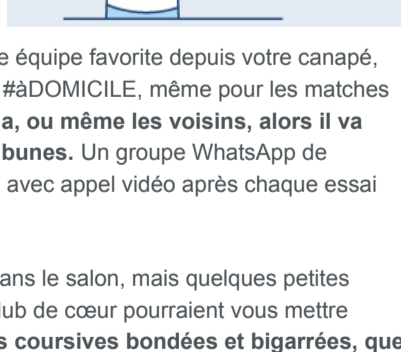 e équipe favorite depuis votre canapé,
#àDOMICILE, même pour les matches
a, ou même les voisins, alors il va
bunes. Un groupe WhatsApp de
avec appel vidéo après chaque essai
ans le salon, mais quelques petites
lub de cœur pourraient vous mettre
s coursives bondées et bigarrées, que